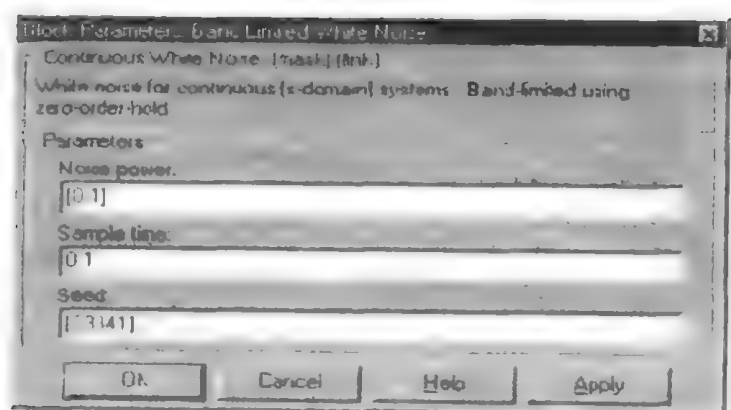 Block Parameters: Band-Limited White Noise
Continuous White Noise. (mask) (link)
White noise for continuous (s-domain) systems. Band-limited using
zero-order-hold.
Parameters
Noise power:
[0.1]
Sample time:
0.1
Seed:
[23341]
OK
Cancel
Help
Apply